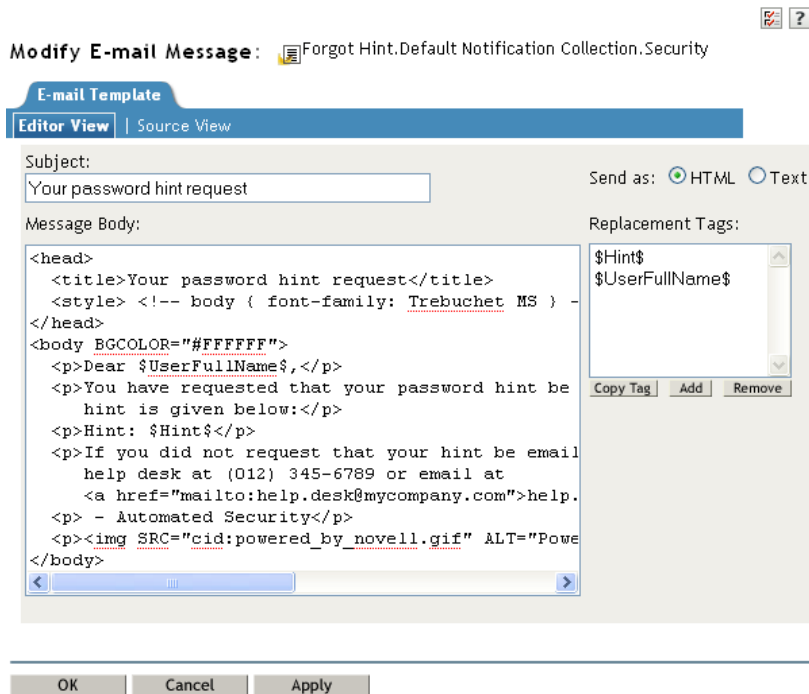 ?
Modify E-mail Message: Forgot Hint.Default Notification Collection.Security
E-mail Template
Editor View | Source View
Subject:
Send as: HTML Text
Your password hint request
Message Body:
Replacement Tags:
<head>
<title>Your password hint request</title>
<style> <!-- body { font-family: Trebuchet MS } -
</head>
<body BGCOLOR="#FFFFFF">
<p>Dear $UserFullName$,</p>
<p>You have requested that your password hint be
hint is given below:</p>
<p>Hint: $Hint$</p>
<p>If you did not request that your hint be email
help desk at (012) 345-6789 or email at
<a href="mailto:help.desk@mycompany.com">help.
<p> - Automated Security</p>
<p><img SRC="cid:powered_by_novell.gif" ALT="Powe
</body>
$Hint$
$UserFullName$
Copy Tag Add Remove
OK Cancel Apply